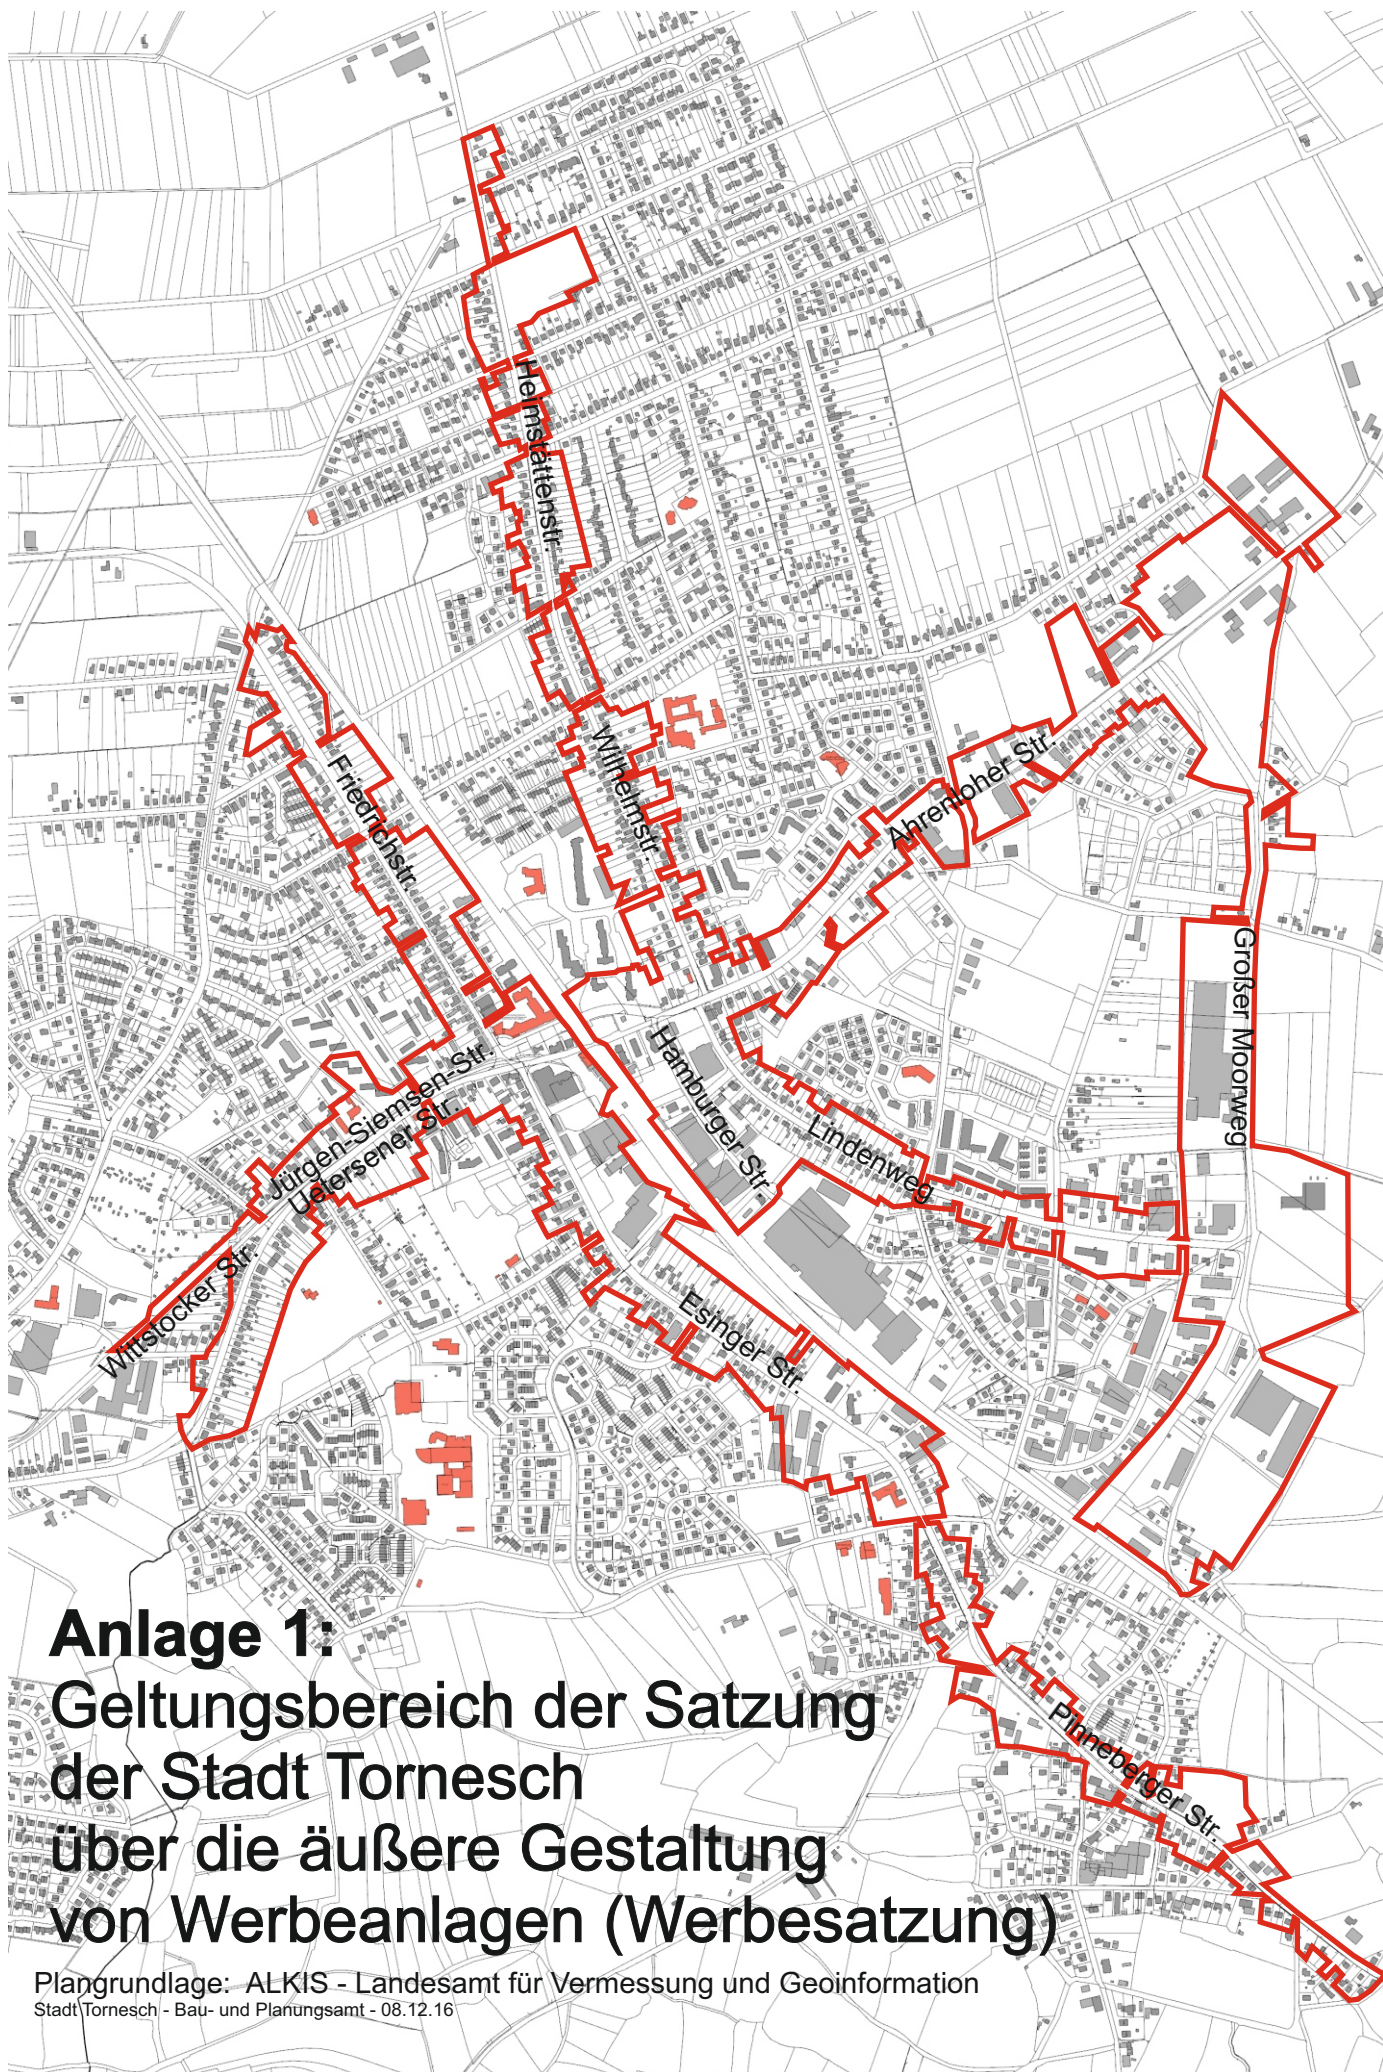 Heimstättenstr.
Wilhelmstr.
Friedrichstr.
Ahrenloher Str.
Großer Moorweg
Hamburger Str.
Jürgen-Siemsen-Str.
Uetersener Str.
Lindenweg
Wittstocker Str.
Esinger Str.
Pinneberger Str.
Anlage 1:
Geltungsbereich der Satzung
der Stadt Tornesch
über die äußere Gestaltung
von Werbeanlagen (Werbesatzung)
Plangrundlage: ALKIS - Landesamt für Vermessung und Geoinformation
Stadt Tornesch - Bau- und Planungsamt - 08.12.16